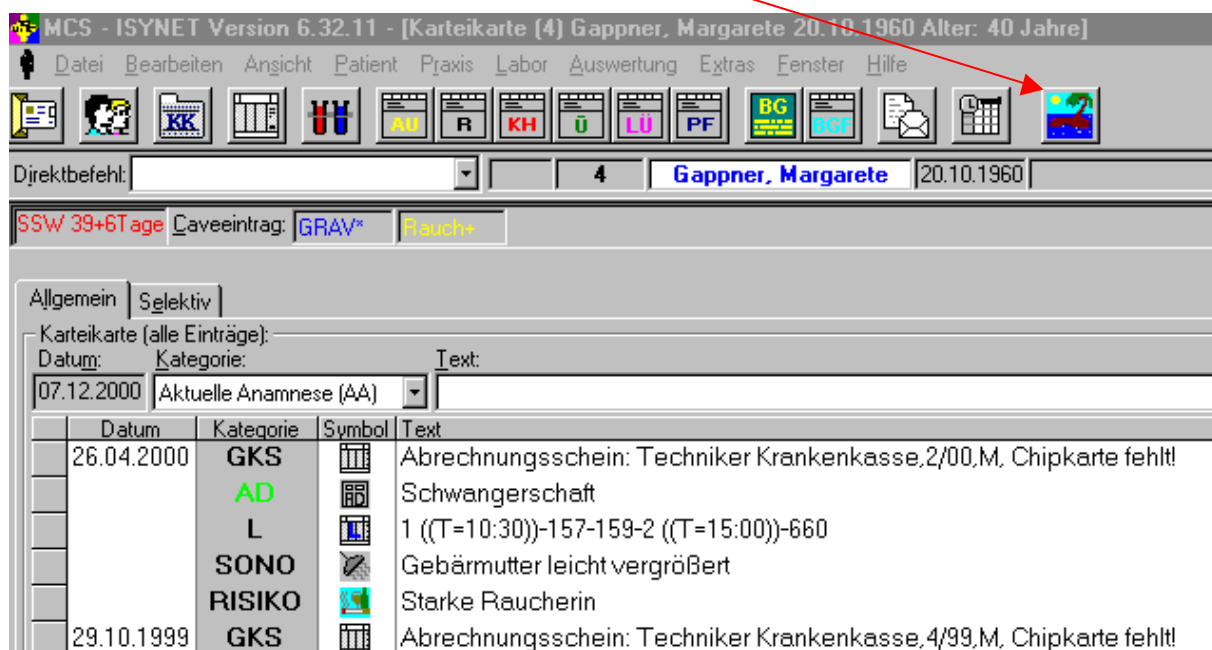 MCS - ISYNET Version 6.32.11 - [Karteikarte (4) Gappner, Margarete 20.10.1960 Alter: 40 Jahre]
Datei Bearbeiten Ansicht Patient Praxis Labor Auswertung Extras Fenster Hilfe
KK AU R KH Ü LÜ PF BG BGF
Direktbefehl: 4 Gappner, Margarete 20.10.1960
SSW 39+6Tage Caveeintrag: GRAV* Rauch+
Allgemein Selektiv
Karteikarte (alle Einträge):
Datum: Kategorie: Text:
07.12.2000 Aktuelle Anamnese (AA)
Datum Kategorie Symbol Text
26.04.2000 GKS Abrechnungsschein: Techniker Krankenkasse,2/00,M, Chipkarte fehlt!
AD Schwangerschaft
L 1 ((T=10:30))-157-159-2 ((T=15:00))-660
SONO Gebärmutter leicht vergrößert
RISIKO Starke Raucherin
29.10.1999 GKS Abrechnungsschein: Techniker Krankenkasse,4/99,M, Chipkarte fehlt!